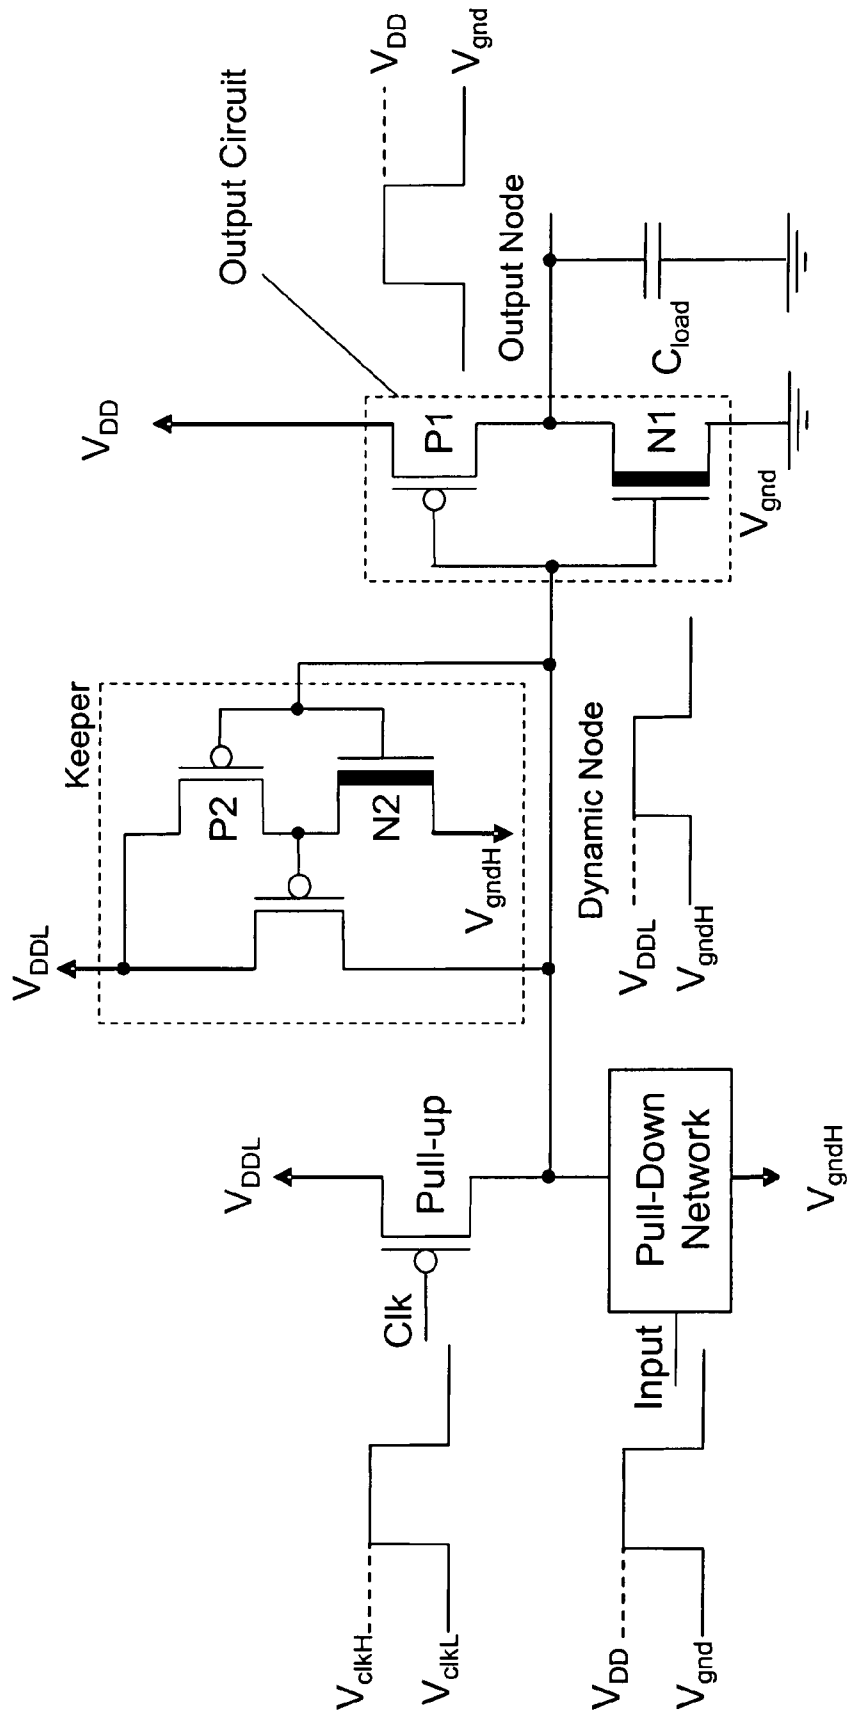 V_clkH
V_clkL
Clk
V_DDL
Pull-up
V_DD
V_gnd
Input
Pull-Down
Network
V_gndH
V_DDL
Keeper
P2
N2
V_gndH
Dynamic Node
V_DDL
V_gndH
V_DD
Output Circuit
P1
N1
V_gnd
Output Node
C_load
V_DD
V_gnd